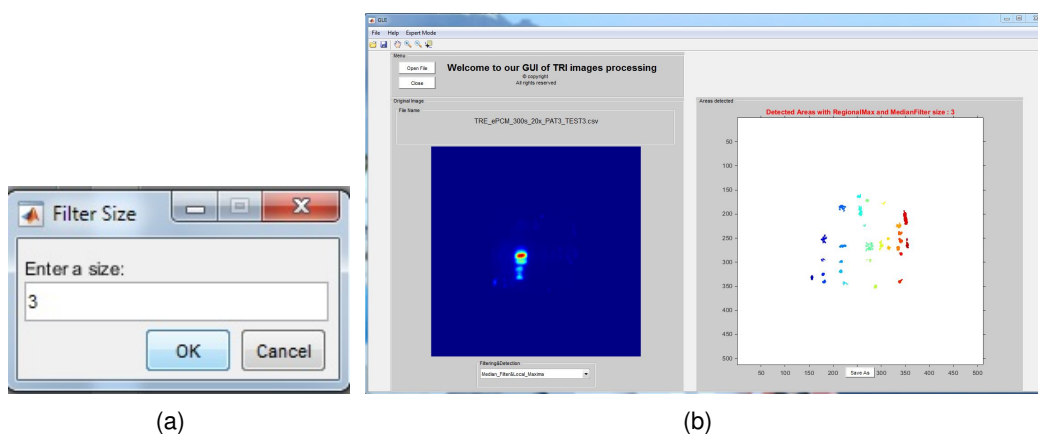 Filter Size
Enter a size:
3
OK Cancel
(a)
GUI
File Help Expert Mode
Menu
Open File
Close
Welcome to our GUI of TRI images processing
© copyright
All rights reserved
Original Image
File Name
TRE_ePCM_300s_20x_PAT3_TEST3.csv
Filtering&Detection
Median_Filter&Local_Maxima
Areas detected
Detected Areas with RegionalMax and MedianFilter size : 3
50
100
150
200
250
300
350
400
450
500
50 100 150 200 250 300 350 400 450 500
Save As
(b)